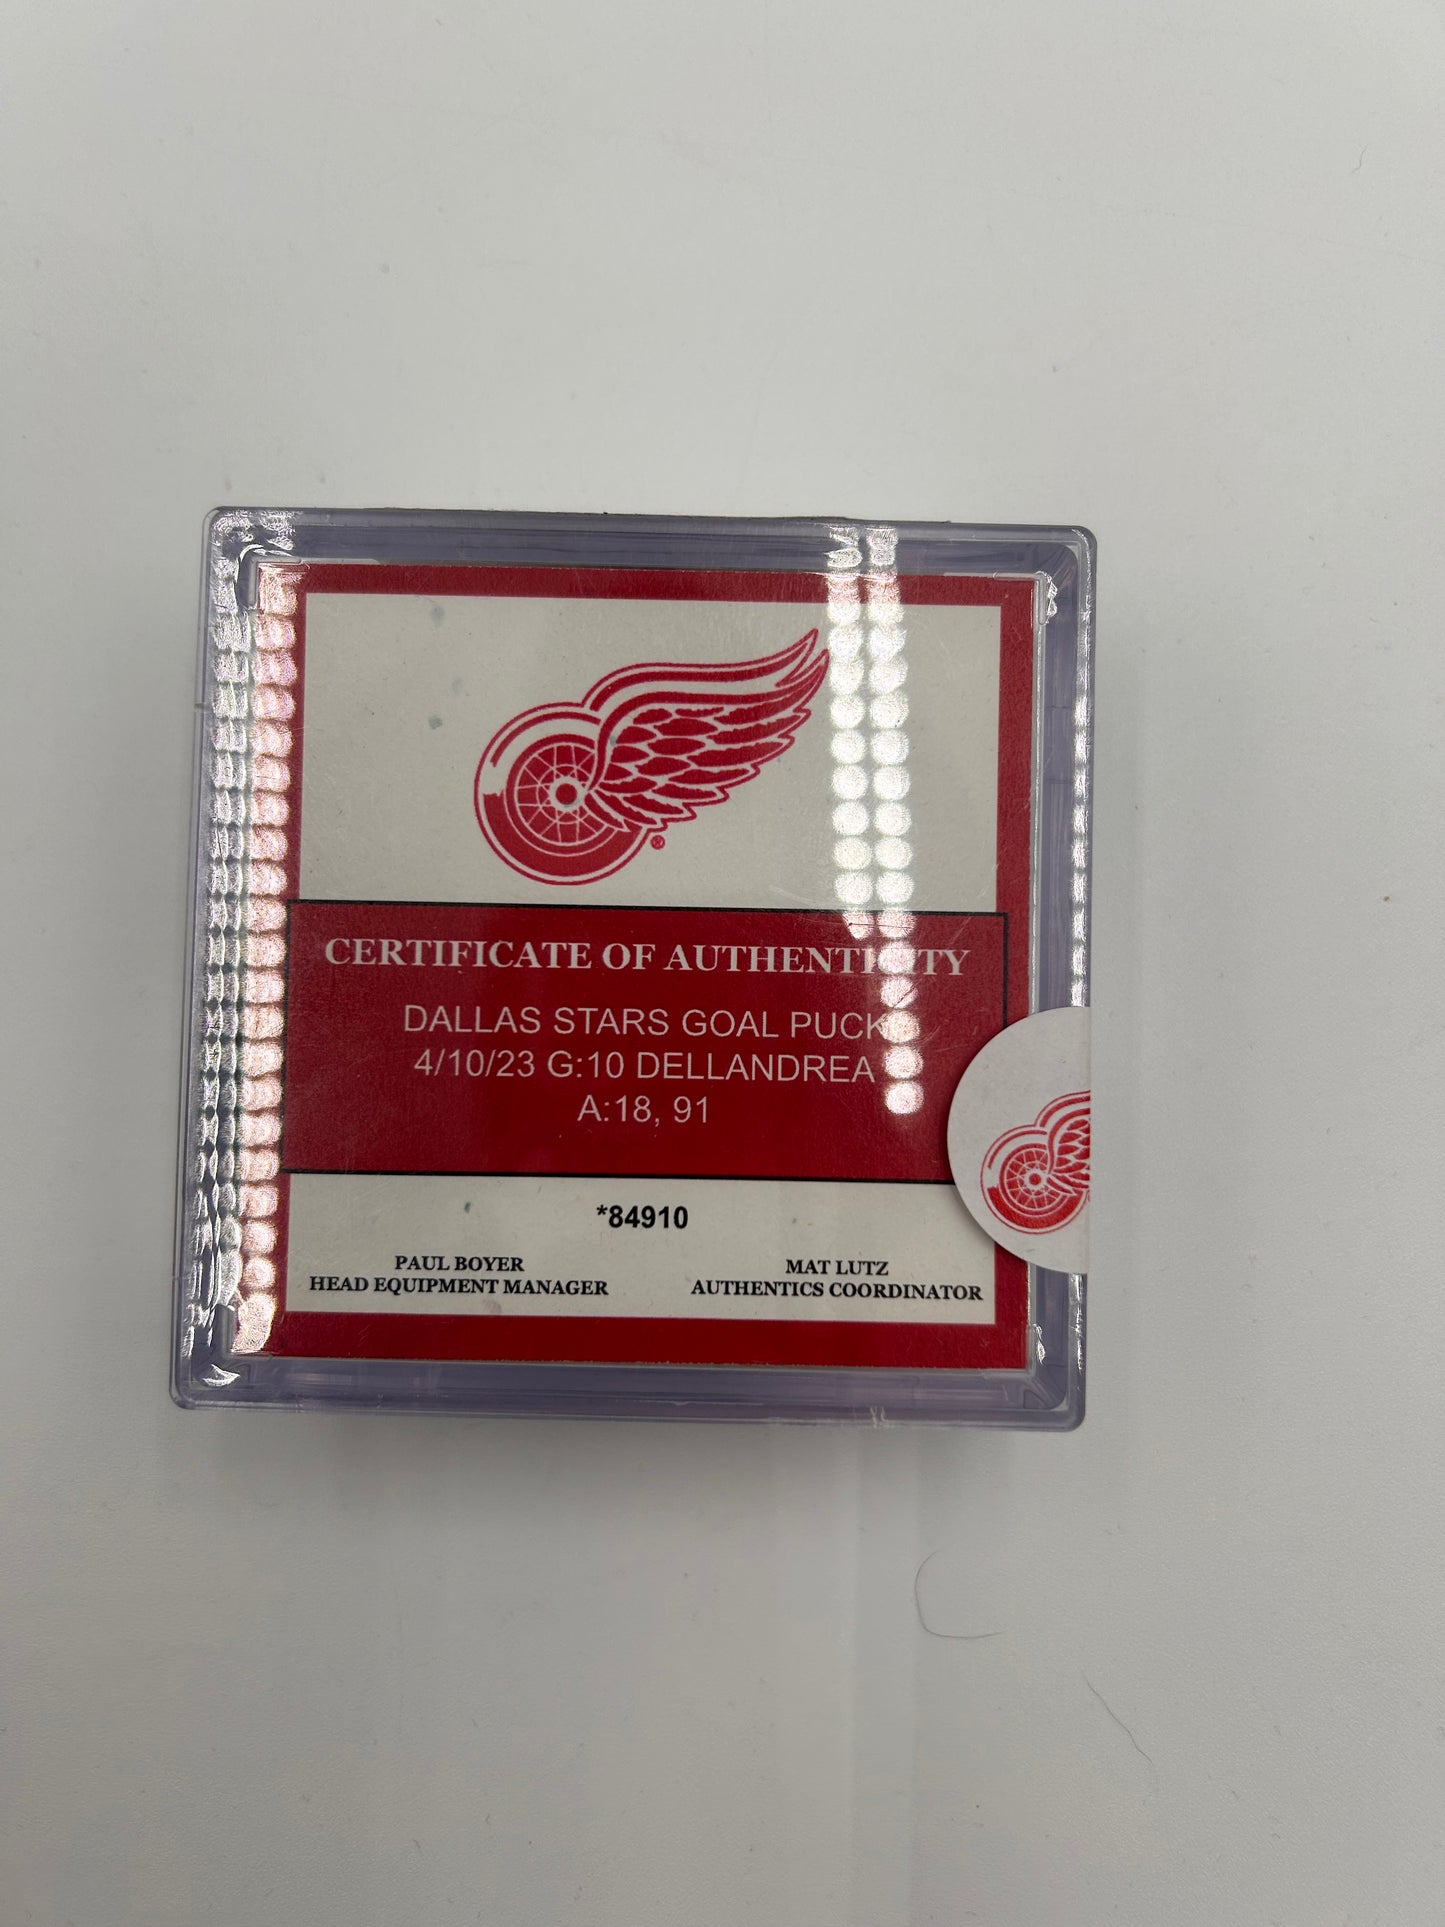 ®
CERTIFICATE OF AUTHENTICITY
DALLAS STARS GOAL PUCK
4/10/23 G:10 DELLANDREA
A:18, 91
*84910
PAUL BOYER
HEAD EQUIPMENT MANAGER
MAT LUTZ
AUTHENTICS COORDINATOR